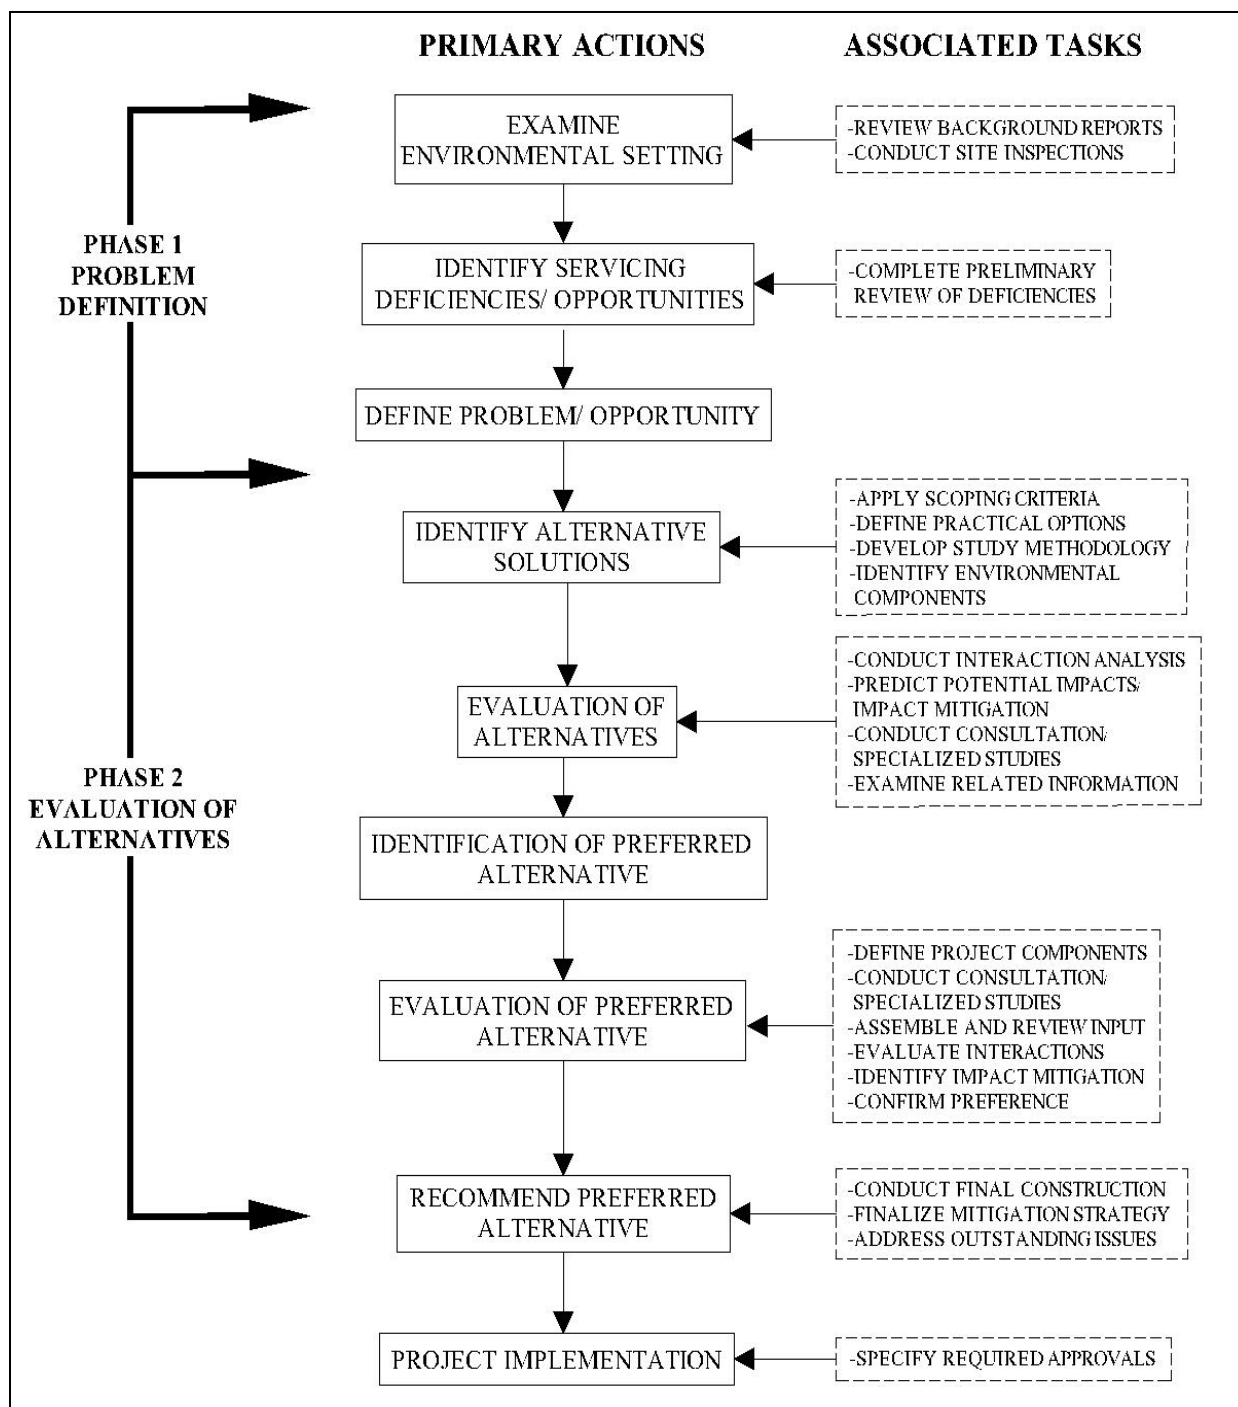 PRIMARY ACTIONS
ASSOCIATED TASKS
EXAMINE
ENVIRONMENTAL SETTING
-REVIEW BACKGROUND REPORTS
-CONDUCT SITE INSPECTIONS
PHASE 1
PROBLEM
DEFINITION
IDENTIFY SERVICING
DEFICIENCIES/ OPPORTUNITIES
-COMPLETE PRELIMINARY
REVIEW OF DEFICIENCIES
DEFINE PROBLEM/ OPPORTUNITY
IDENTIFY ALTERNATIVE
SOLUTIONS
-APPLY SCOPING CRITERIA
-DEFINE PRACTICAL OPTIONS
-DEVELOP STUDY METHODOLOGY
-IDENTIFY ENVIRONMENTAL
COMPONENTS
EVALUATION OF
ALTERNATIVES
-CONDUCT INTERACTION ANALYSIS
-PREDICT POTENTIAL IMPACTS/
IMPACT MITIGATION
-CONDUCT CONSULTATION/
SPECIALIZED STUDIES
-EXAMINE RELATED INFORMATION
PHASE 2
EVALUATION OF
ALTERNATIVES
IDENTIFICATION OF PREFERRED
ALTERNATIVE
EVALUATION OF PREFERRED
ALTERNATIVE
-DEFINE PROJECT COMPONENTS
-CONDUCT CONSULTATION/
SPECIALIZED STUDIES
-ASSEMBLE AND REVIEW INPUT
-EVALUATE INTERACTIONS
-IDENTIFY IMPACT MITIGATION
-CONFIRM PREFERENCE
RECOMMEND PREFERRED
ALTERNATIVE
-CONDUCT FINAL CONSTRUCTION
-FINALIZE MITIGATION STRATEGY
-ADDRESS OUTSTANDING ISSUES
PROJECT IMPLEMENTATION
-SPECIFY REQUIRED APPROVALS